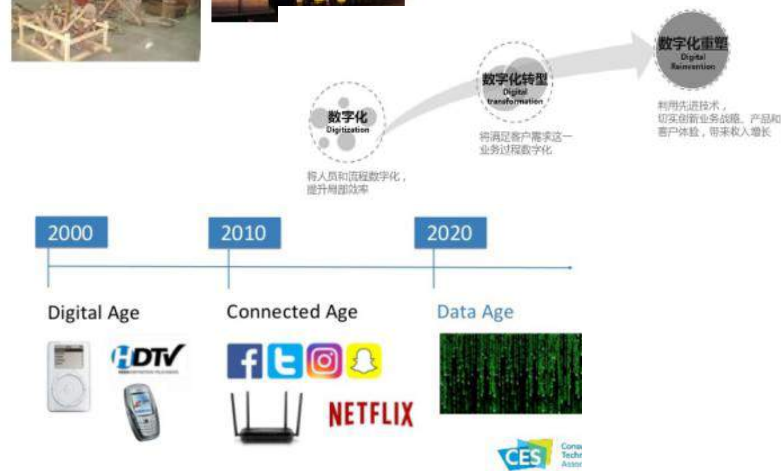 数字化重塑
Digital
Reinvention
数字化转型
Digital
transformation
利用先进技术，
切实创新业务战略、产品和
客户体验，带来收入增长
数字化
Digitization
将满足客户需求这一
业务过程数字化
将人员和流程数字化，
提升局部效率
2000
2010
2020
Digital Age
Connected Age
Data Age
HDTV
NETFLIX
CES